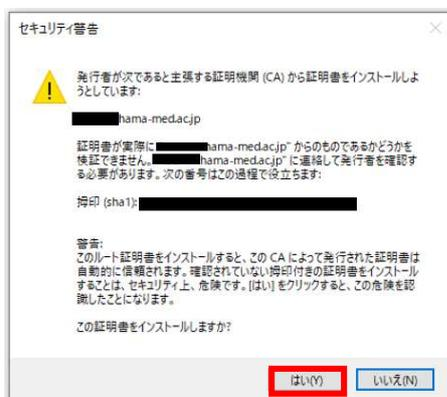 セキュリティ警告
発行者が次であると主張する証明機関 (CA) から証明書をインストールしよ
うとしています:
hama-med.ac.jp
証明書が実際に hama-med.ac.jp" からのものであるかどうかを
検証できません。 hama-med.ac.jp" に連絡して発行者を確認す
る必要があります。次の番号はこの過程で役立ちます:
拇印 (sha1):
警告:
このルート証明書をインストールすると、この CA によって発行された証明書は
自動的に信頼されます。確認されていない拇印付きの証明書をインストール
することは、セキュリティ上、危険です。[はい] をクリックすると、この危険を認
識したことになります。
この証明書をインストールしますか?
はい(Y)
いいえ(N)